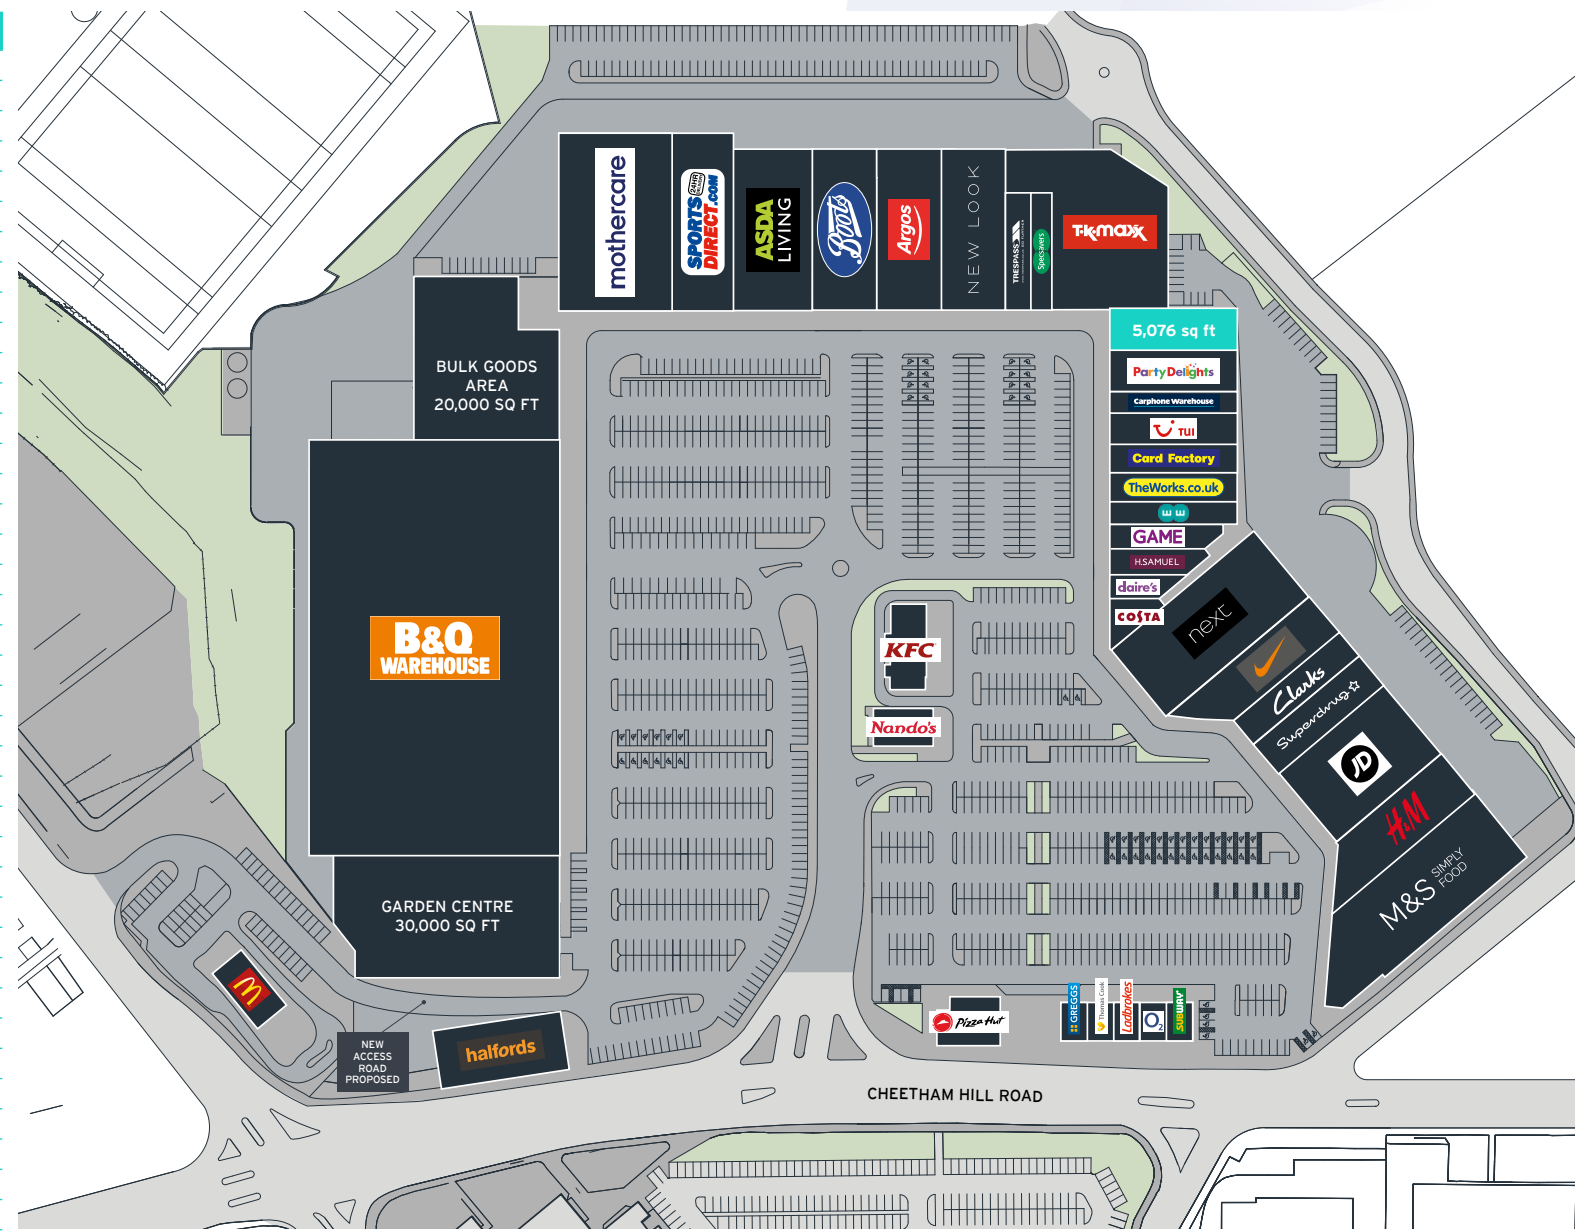 mothercare
24HR
SPORTS
DIRECT.COM
ASDA
LIVING
Boots
Argos
NEW LOOK
TRESPASS
Specsavers
T·K·maxx
5,076 sq ft
PartyDelights
Carphone Warehouse
TUI
Card Factory
TheWorks.co.uk
EE
GAME
H.SAMUEL
claire's
COSTA
next
Clarks
Superdrug
JD
H&M
M&S
SIMPLY
FOOD
BULK GOODS
AREA
20,000 SQ FT
B&Q
WAREHOUSE
GARDEN CENTRE
30,000 SQ FT
KFC
Nando's
M
NEW
ACCESS
ROAD
PROPOSED
halfords
Pizza Hut
GREGGS
Thomas Cook
Ladbrokes
O2
SUBWAY
CHEETHAM HILL ROAD